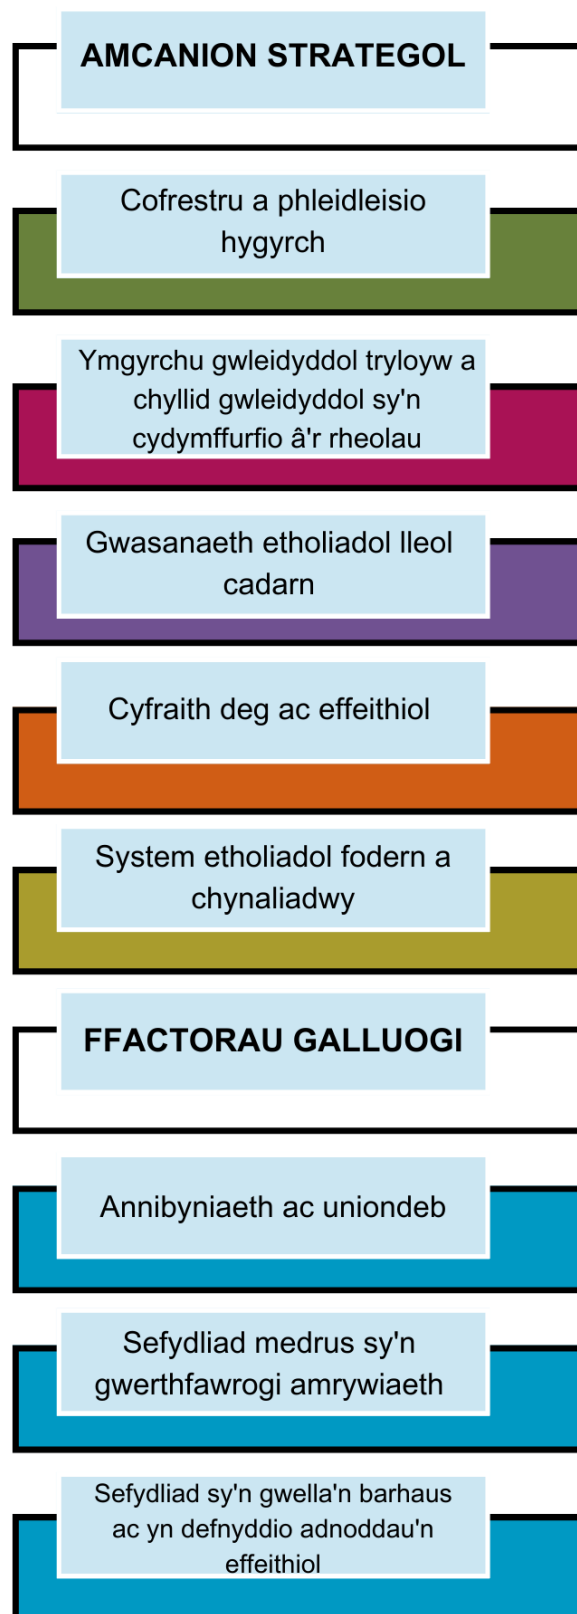 AMCANION STRATEGOL
Cofrestru a phleidleisio
hygyrch
Ymgyrchu gwleidyddol tryloyw a
chyllid gwleidyddol sy'n
cydymffurfio â'r rheolau
Gwasanaeth etholiadol lleol
cadarn
Cyfraith deg ac effeithiol
System etholiadol fodern a
chynaliadwy
FFACTORAU GALLUOGI
Annibyniaeth ac uniondeb
Sefydliad medrus sy'n
gwerthfawrogi amrywiaeth
Sefydliad sy'n gwella'n barhaus
ac yn defnyddio adnoddau'n
effeithiol